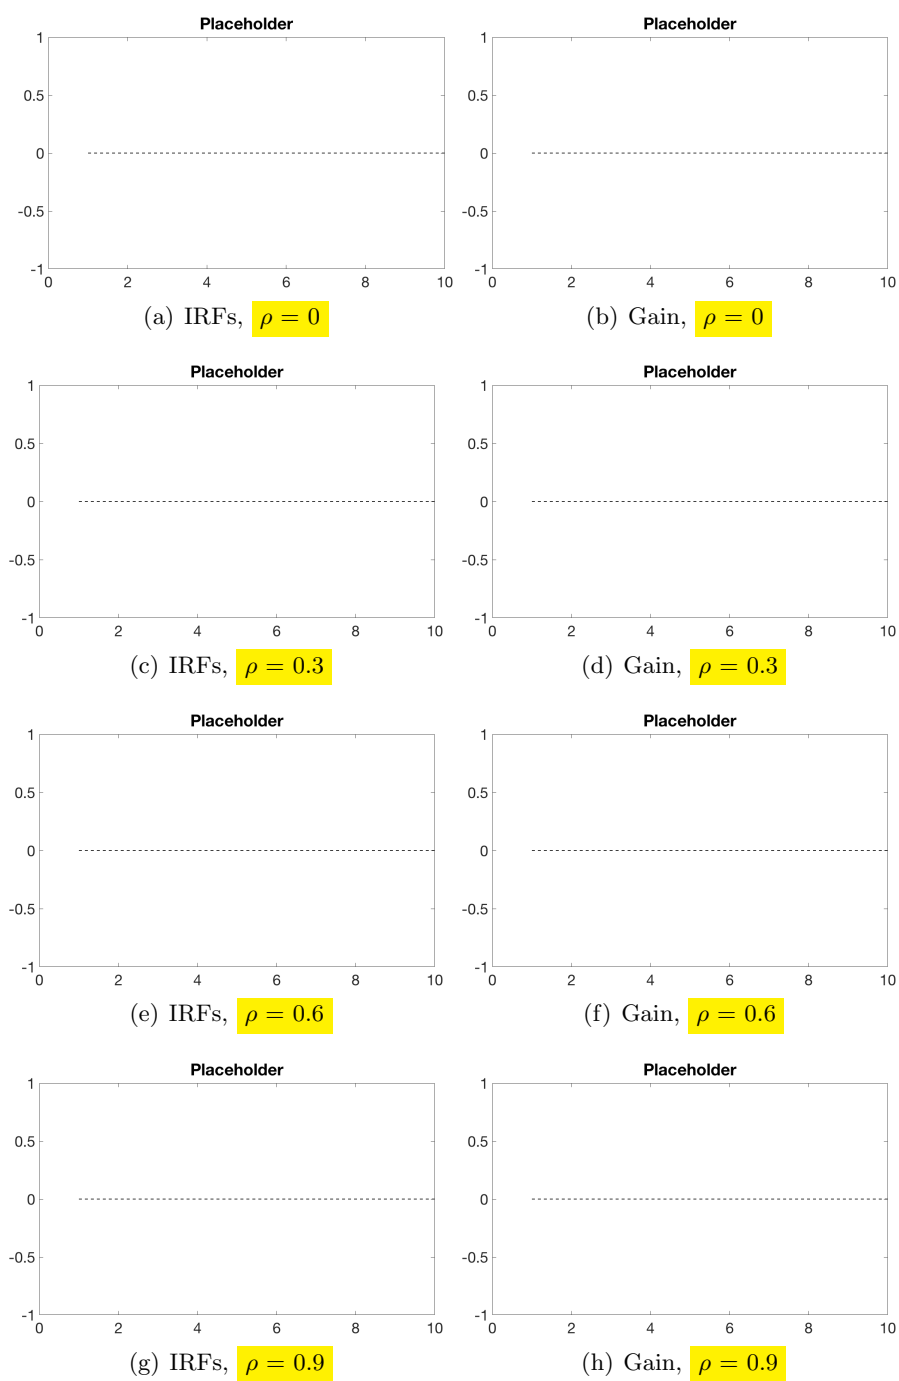 Placeholder Placeholder
1 1
0.5 0.5
0 0
-0.5 -0.5
-1 -1
0 2 4 6 8 10 0 2 4 6 8 10
(a) IRFs, ρ = 0 (b) Gain, ρ = 0
Placeholder Placeholder
1 1
0.5 0.5
0 0
-0.5 -0.5
-1 -1
0 2 4 6 8 10 0 2 4 6 8 10
(c) IRFs, ρ = 0.3 (d) Gain, ρ = 0.3
Placeholder Placeholder
1 1
0.5 0.5
0 0
-0.5 -0.5
-1 -1
0 2 4 6 8 10 0 2 4 6 8 10
(e) IRFs, ρ = 0.6 (f) Gain, ρ = 0.6
Placeholder Placeholder
1 1
0.5 0.5
0 0
-0.5 -0.5
-1 -1
0 2 4 6 8 10 0 2 4 6 8 10
(g) IRFs, ρ = 0.9 (h) Gain, ρ = 0.9